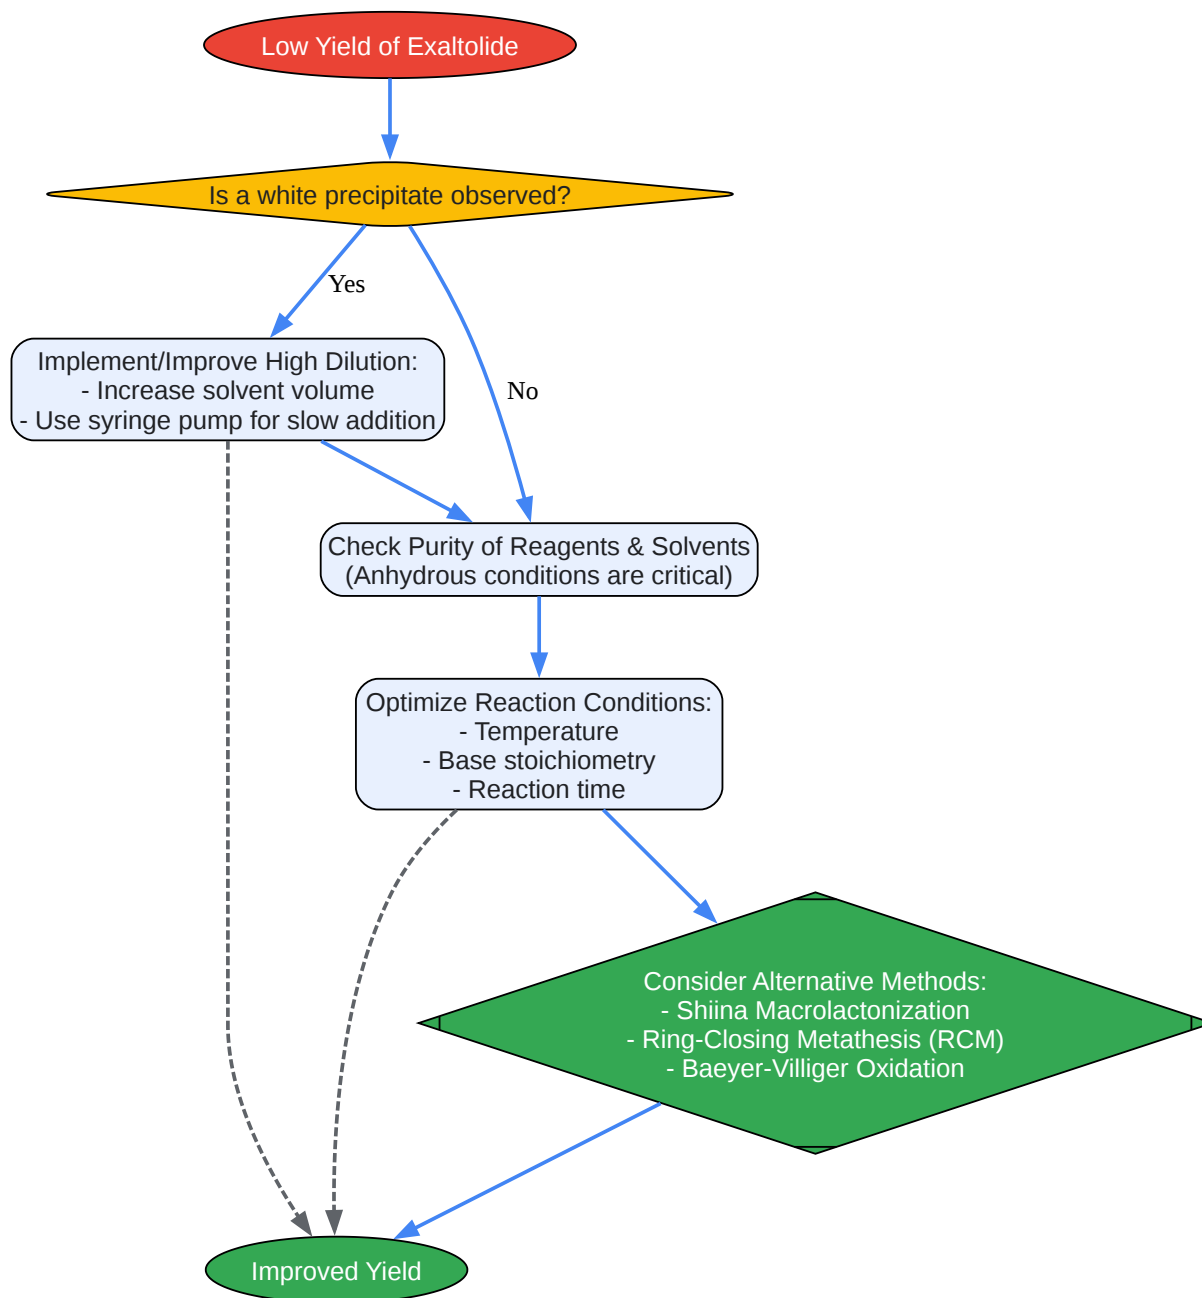 Low Yield of Exaltolide
Is a white precipitate observed?
Yes
Implement/Improve High Dilution:
- Increase solvent volume
- Use syringe pump for slow addition
No
Check Purity of Reagents & Solvents
(Anhydrous conditions are critical)
Optimize Reaction Conditions:
- Temperature
- Base stoichiometry
- Reaction time
Consider Alternative Methods:
- Shiina Macrolactonization
- Ring-Closing Metathesis (RCM)
- Baeyer-Villiger Oxidation
Improved Yield